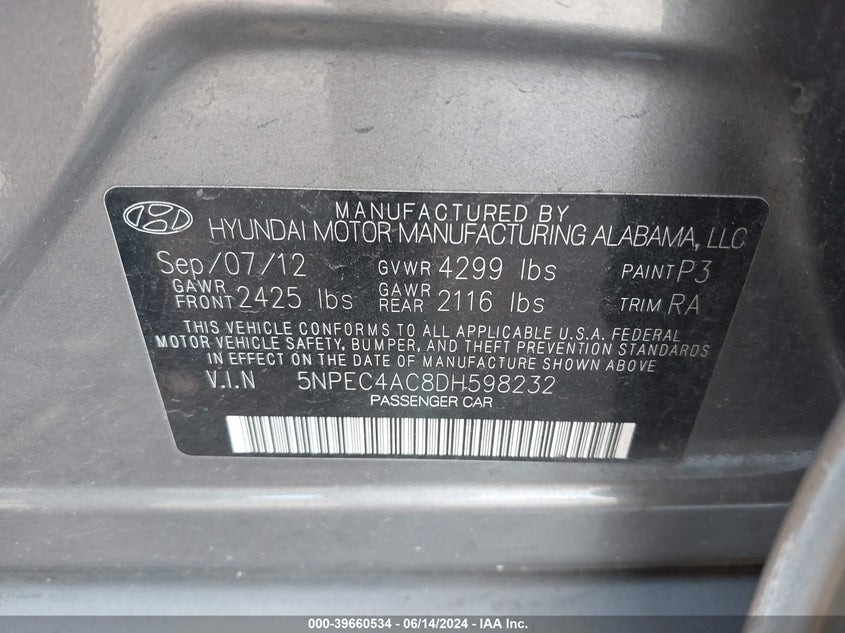 MANUFACTURED BY
HYUNDAI MOTOR MANUFACTURING ALABAMA, LLC
Sep/07/12 GVWR 4299 lbs PAINT P3
GAWR FRONT 2425 lbs GAWR REAR 2116 lbs TRIM RA
THIS VEHICLE CONFORMS TO ALL APPLICABLE U.S.A. FEDERAL
MOTOR VEHICLE SAFETY, BUMPER, AND THEFT PREVENTION STANDARDS
IN EFFECT ON THE DATE OF MANUFACTURE SHOWN ABOVE
V.I.N 5NPEC4AC8DH598232
PASSENGER CAR
000-39660534 - 06/14/2024 - IAA Inc.